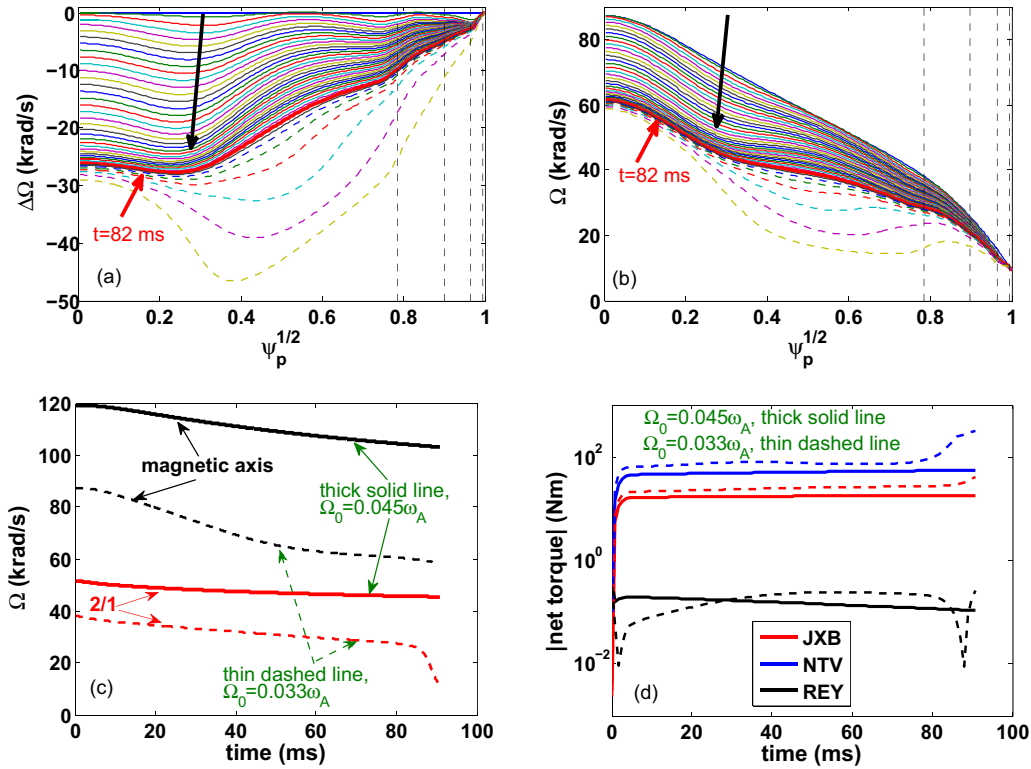 0
−10
−20
−30
−40
−50
ΔΩ (krad/s)
t=82 ms
(a)
0 0.2 0.4 0.6 0.8 1
ψp^1/2
80
60
40
20
0
Ω (krad/s)
t=82 ms
(b)
0 0.2 0.4 0.6 0.8 1
ψp^1/2
120
100
80
60
40
20
0
Ω (krad/s)
magnetic axis
thick solid line,
Ω0=0.045ωA
2/1
thin dashed line,
Ω0=0.033ωA
(c)
0 20 40 60 80 100
time (ms)
10^2
10^0
10^−2
|net torque| (Nm)
Ω0=0.045ωA, thick solid line
Ω0=0.033ωA, thin dashed line
JXB
NTV
REY
(d)
0 20 40 60 80 100
time (ms)